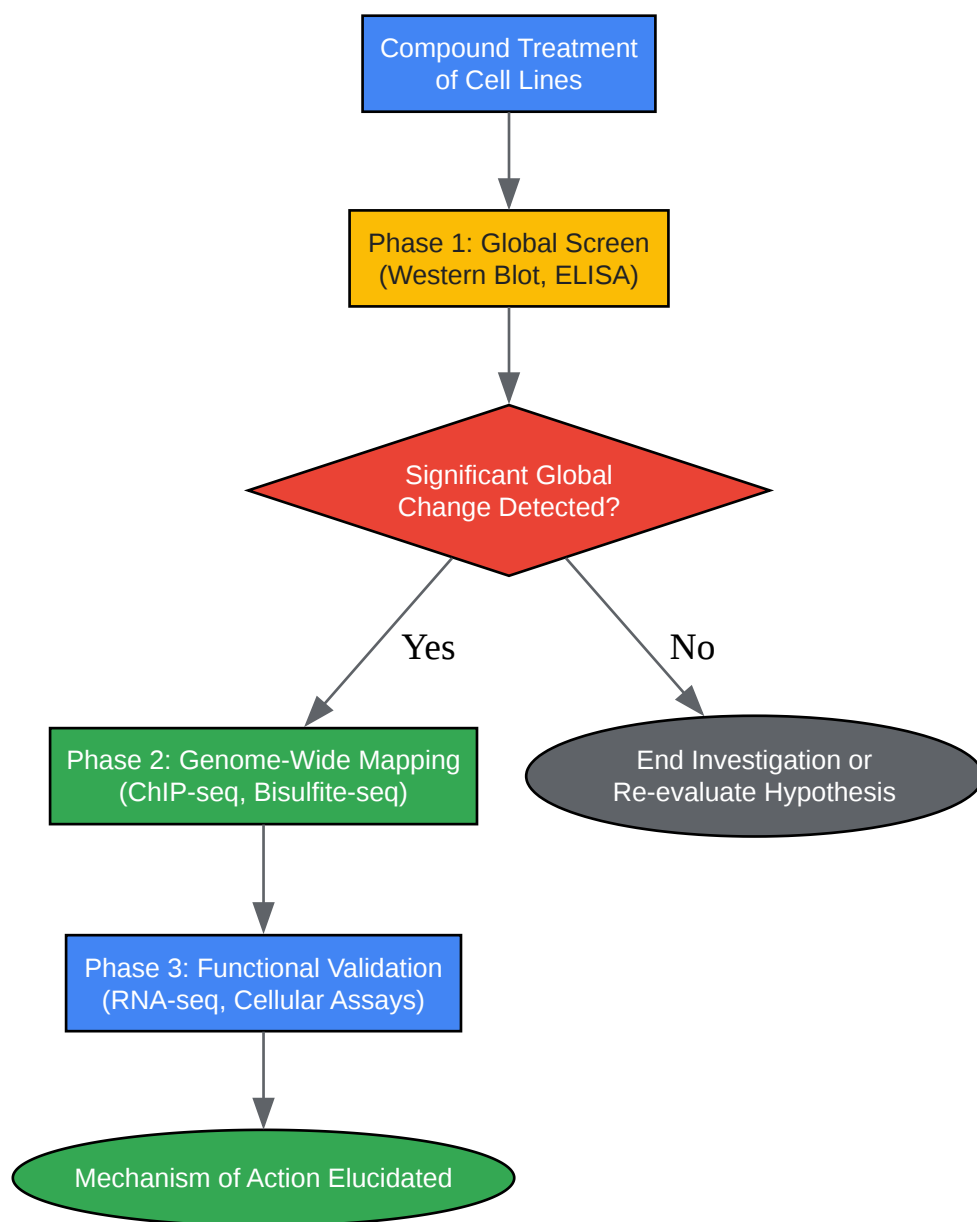 Compound Treatment
of Cell Lines
Phase 1: Global Screen
(Western Blot, ELISA)
Significant Global
Change Detected?
Yes
No
Phase 2: Genome-Wide Mapping
(ChIP-seq, Bisulfite-seq)
End Investigation or
Re-evaluate Hypothesis
Phase 3: Functional Validation
(RNA-seq, Cellular Assays)
Mechanism of Action Elucidated